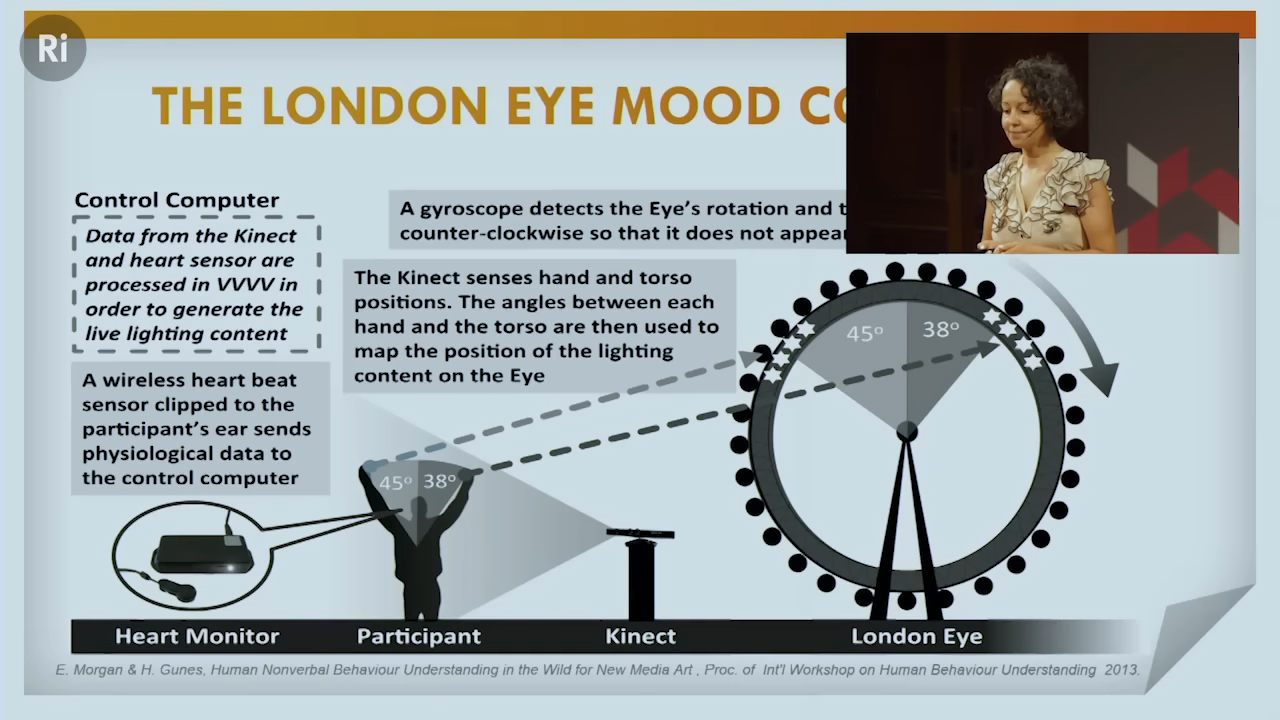 Ri
THE LONDON EYE MOOD
Control Computer
Data from the Kinect
and heart sensor are
processed in VVVV in
order to generate the
live lighting content
A gyroscope detects the Eye's rotation and
counter-clockwise so that it does not appear
The Kinect senses hand and torso
positions. The angles between each
hand and the torso are then used to
map the position of the lighting
content on the Eye
A wireless heart beat
sensor clipped to the
participant's ear sends
physiological data to
the control computer
45º 38º
45º 38º
Heart Monitor Participant Kinect London Eye
E. Morgan & H. Gunes, Human Nonverbal Behaviour Understanding in the Wild for New Media Art , Proc. of Int'l Workshop on Human Behaviour Understanding 2013.